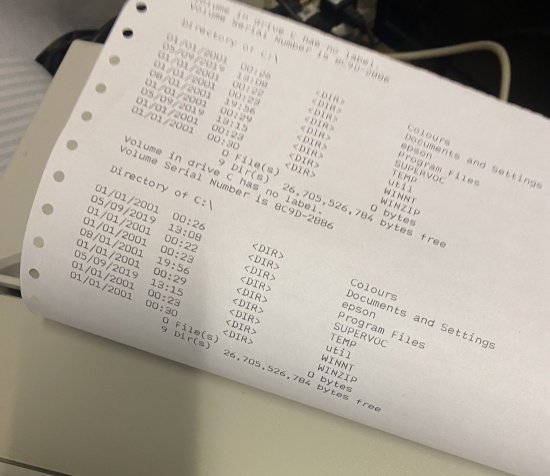 Volume in drive C has no label.
Volume Serial Number is BC9D-2BB6
Directory of C:\
01/01/2001 00:26 <DIR> Colours
05/09/2019 13:08 <DIR> Documents and Settings
01/01/2001 00:22 <DIR> epson
01/01/2001 00:23 <DIR> Program Files
08/01/2001 19:56 <DIR> SUPERVOC
01/01/2001 00:29 <DIR> TEMP
05/09/2019 13:15 <DIR> util
01/01/2001 00:23 <DIR> WINNT
01/01/2001 00:30 <DIR> WINZIP
0 File(s) 0 bytes
9 Dir(s) 26,705,526,784 bytes free
Volume in drive C has no label.
Volume Serial Number is BC9D-2BB6
Directory of C:\
01/01/2001 00:26 <DIR> Colours
05/09/2019 13:08 <DIR> Documents and Settings
01/01/2001 00:22 <DIR> epson
01/01/2001 00:23 <DIR> Program Files
08/01/2001 19:56 <DIR> SUPERVOC
01/01/2001 00:29 <DIR> TEMP
05/09/2019 13:15 <DIR> util
01/01/2001 00:23 <DIR> WINNT
01/01/2001 00:30 <DIR> WINZIP
0 File(s) 0 bytes
9 Dir(s) 26,705,526,784 bytes free